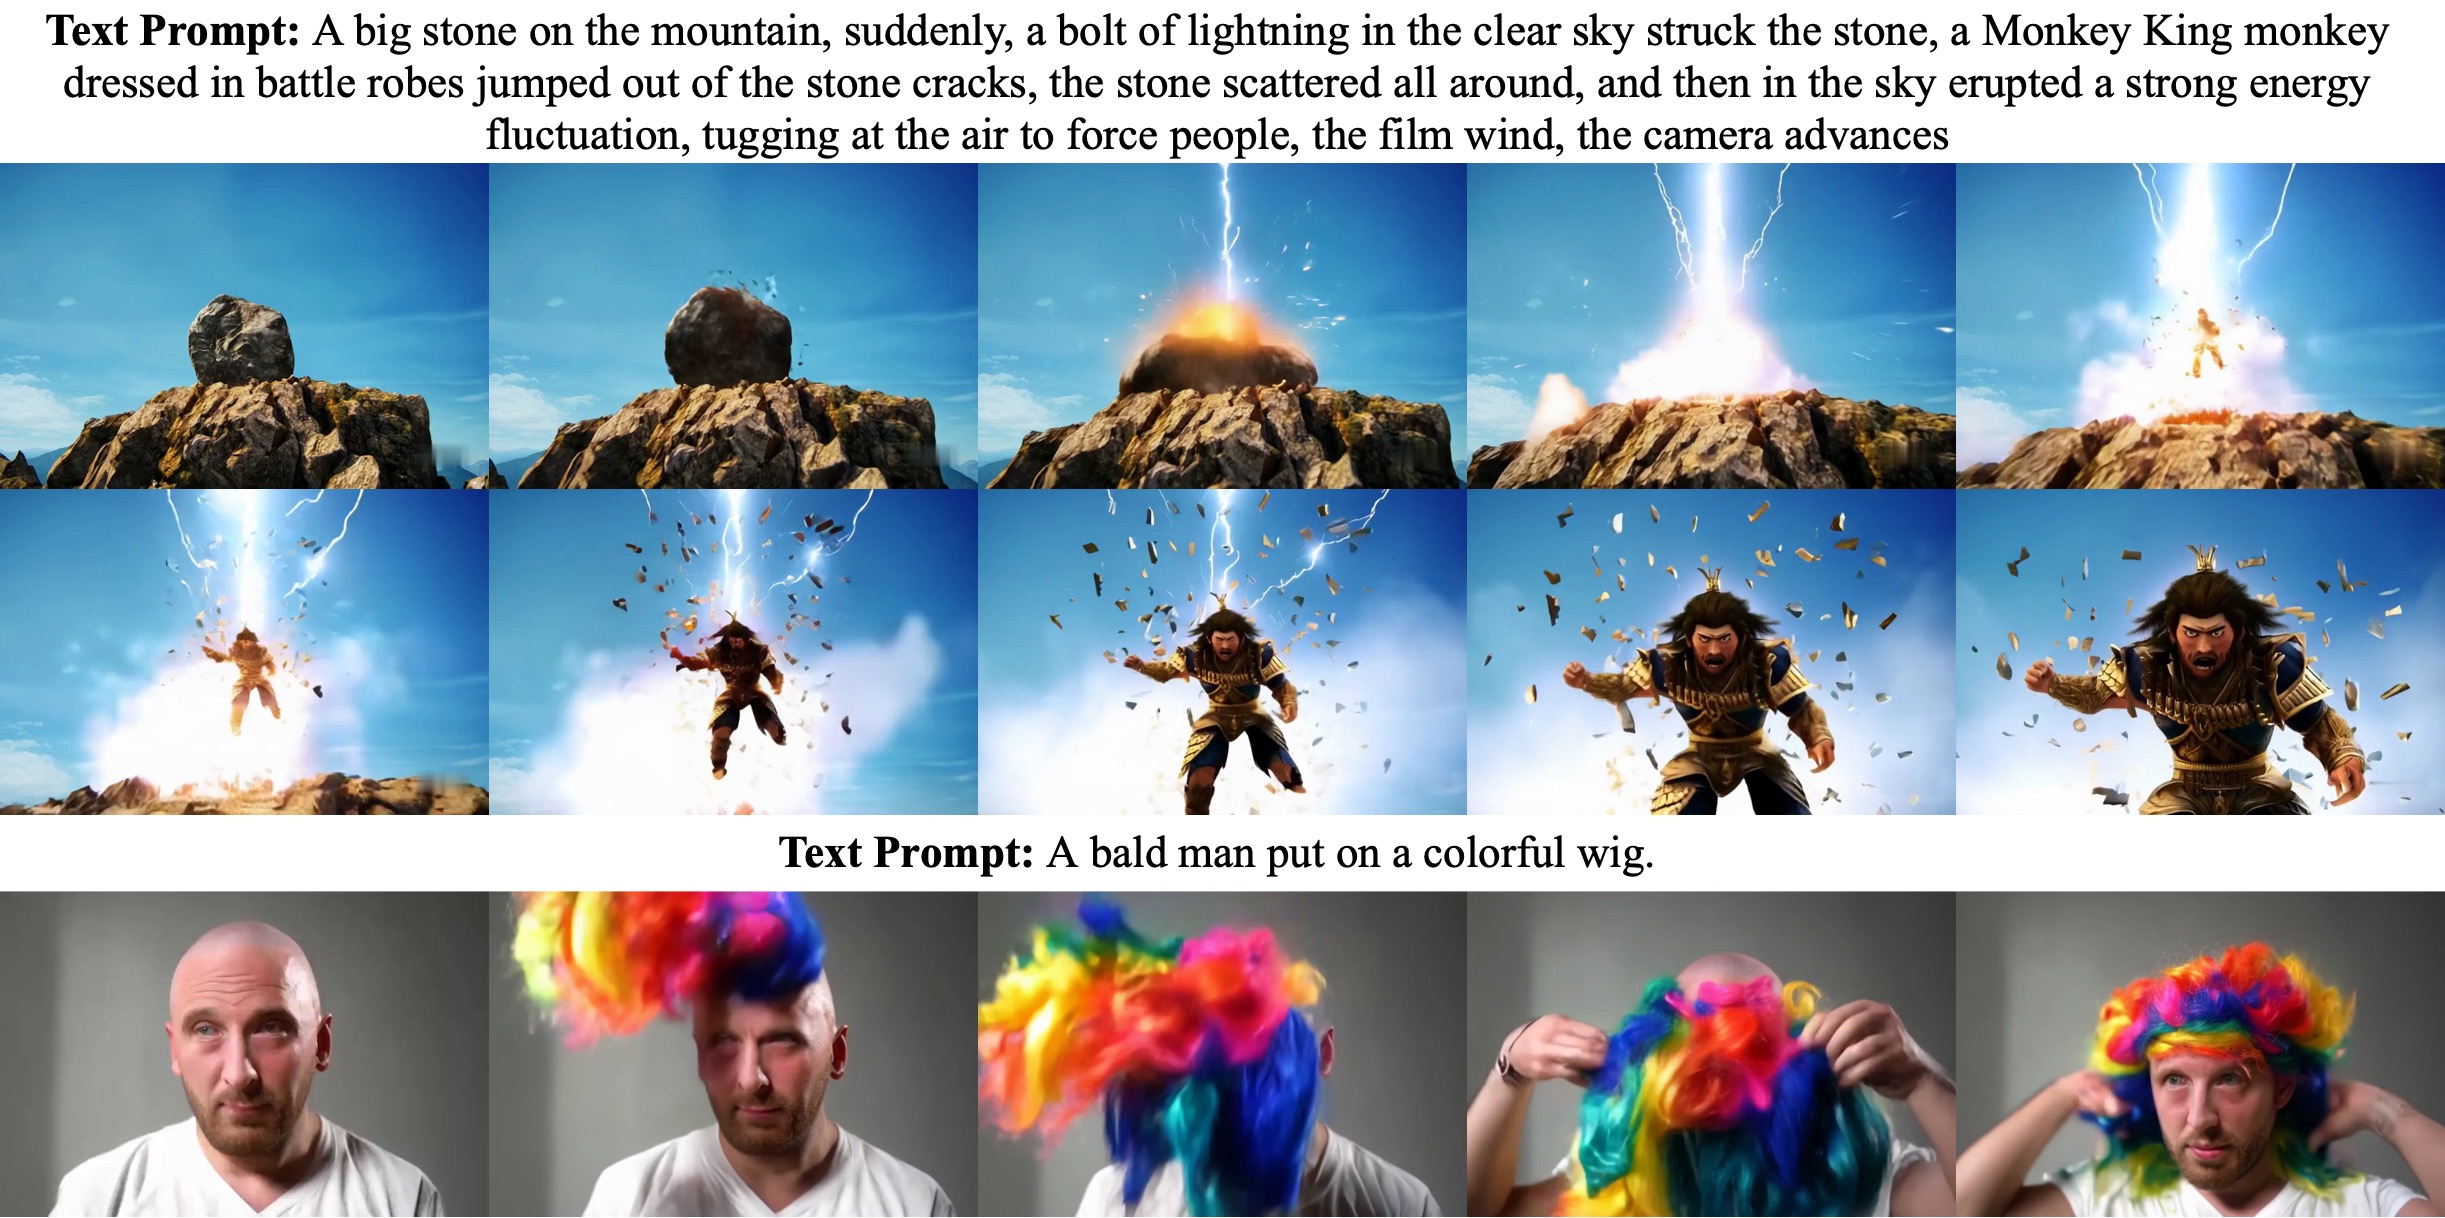 Text Prompt: A big stone on the mountain, suddenly, a bolt of lightning in the clear sky struck the stone, a Monkey King monkey
dressed in battle robes jumped out of the stone cracks, the stone scattered all around, and then in the sky erupted a strong energy
fluctuation, tugging at the air to force people, the film wind, the camera advances
Text Prompt: A bald man put on a colorful wig.